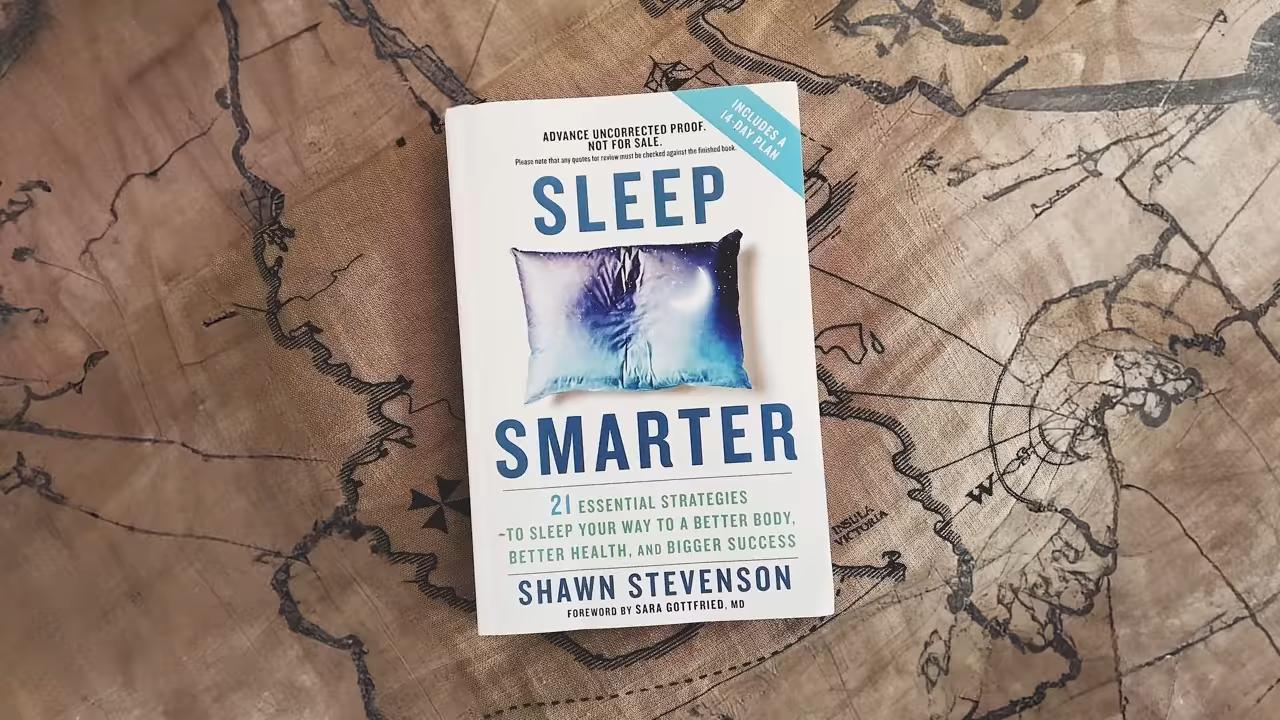 INCLUDES A
14-DAY PLAN
ADVANCE UNCORRECTED PROOF.
NOT FOR SALE.
Please note that any quotes for review must be checked against the finished book.
SLEEP
SMARTER
21 ESSENTIAL STRATEGIES
TO SLEEP YOUR WAY TO A BETTER BODY,
BETTER HEALTH, AND BIGGER SUCCESS
SHAWN STEVENSON
FOREWORD BY SARA GOTTFRIED, MD
W
INSULA
VICTORIA